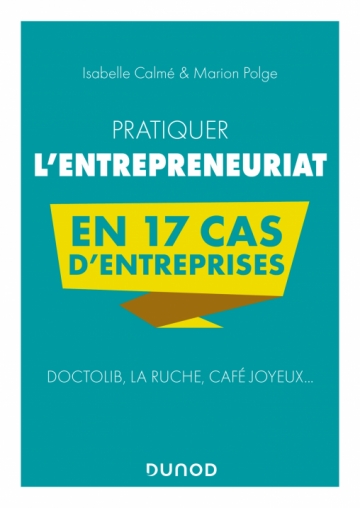 Isabelle Calmé & Marion Polge
PRATIQUER
L'ENTREPRENEURIAT
EN 17 CAS
D'ENTREPRISES
DOCTOLIB, LA RUCHE, CAFÉ JOYEUX...
DUNOD